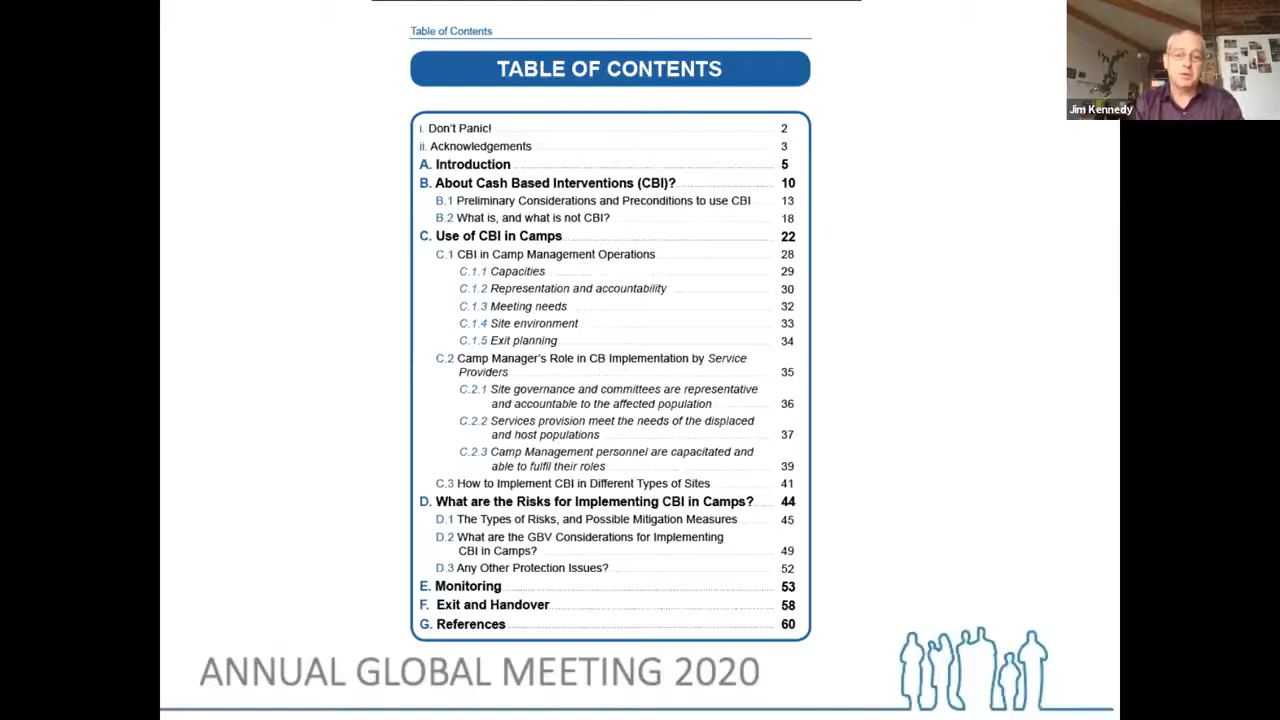 Table of Contents
TABLE OF CONTENTS
i. Don't Panic! 2
ii. Acknowledgements 3
A. Introduction 5
B. About Cash Based Interventions (CBI)? 10
B.1 Preliminary Considerations and Preconditions to use CBI 13
B.2 What is, and what is not CBI? 18
C. Use of CBI in Camps 22
C.1 CBI in Camp Management Operations 28
C.1.1 Capacities 29
C.1.2 Representation and accountability 30
C.1.3 Meeting needs 32
C.1.4 Site environment 33
C.1.5 Exit planning 34
C.2 Camp Manager's Role in CB Implementation by Service
Providers 35
C.2.1 Site governance and committees are representative
and accountable to the affected population 36
C.2.2 Services provision meet the needs of the displaced
and host populations 37
C.2.3 Camp Management personnel are capacitated and
able to fulfil their roles 39
C.3 How to Implement CBI in Different Types of Sites 41
D. What are the Risks for Implementing CBI in Camps? 44
D.1 The Types of Risks, and Possible Mitigation Measures 45
D.2 What are the GBV Considerations for Implementing
CBI in Camps? 49
D.3 Any Other Protection Issues? 52
E. Monitoring 53
F. Exit and Handover 58
G. References 60
ANNUAL GLOBAL MEETING 2020
Jim Kennedy